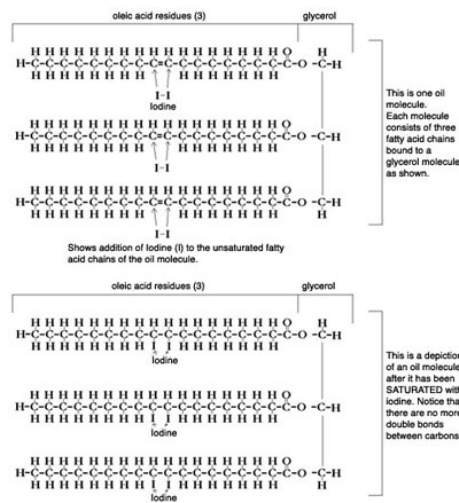 oleic acid residues (3)
glycerol
H H H H H H H H H H H H H H H H H O H
H-C-C-C-C-C-C-C-C-C=C-C-C-C-C-C-C-C-C-O-C-H
H H H H H H H H H H H H H H H
I-I
Iodine
H H H H H H H H H H H H H H H H H O
H-C-C-C-C-C-C-C-C-C=C-C-C-C-C-C-C-C-C-O-C-H
H H H H H H H H H H H H H H H
I-I
H H H H H H H H H H H H H H H H H O
H-C-C-C-C-C-C-C-C-C=C-C-C-C-C-C-C-C-C-O-C-H
H H H H H H H H H H H H H H H H
I-I
Shows addition of Iodine (I) to the unsaturated fatty
acid chains of the oil molecule.
This is one oil
molecule.
Each molecule
consists of three
fatty acid chains
bound to a
glycerol molecule
as shown.
oleic acid residues (3)
glycerol
H H H H H H H H H H H H H H H H H O H
H-C-C-C-C-C-C-C-C-C-C-C-C-C-C-C-C-C-C-O-C-H
H H H H H H H H I I H H H H H H H
Iodine
H H H H H H H H H H H H H H H H H O
H-C-C-C-C-C-C-C-C-C-C-C-C-C-C-C-C-C-C-O-C-H
H H H H H H H H I I H H H H H H H
Iodine
H H H H H H H H H H H H H H H H H O
H-C-C-C-C-C-C-C-C-C-C-C-C-C-C-C-C-C-C-O-C-H
H H H H H H H H I I H H H H H H H H
Iodine
This is a depiction
of an oil molecule
after it has been
SATURATED with
iodine. Notice tha
there are no more
double bonds
between carbons